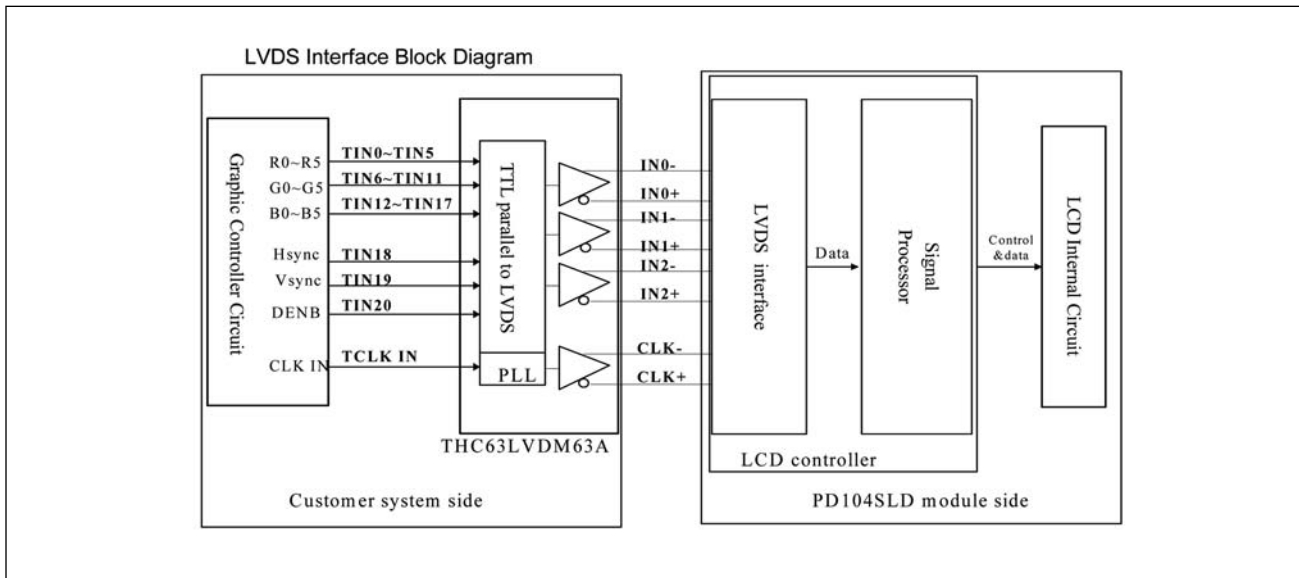 LVDS Interface Block Diagram
Graphic Controller Circuit
R0~R5
G0~G5
B0~B5
Hsync
Vsync
DENB
CLK IN
TIN0~TIN5
TIN6~TIN11
TIN12~TIN17
TIN18
TIN19
TIN20
TCLK IN
TTL parallel to LVDS
PLL
THC63LVDM63A
Customer system side
IN0-
IN0+
IN1-
IN1+
IN2-
IN2+
CLK-
CLK+
LVDS interface
Data
Signal
Processor
LCD controller
Control
&data
LCD Internal Circuit
PD104SLD module side